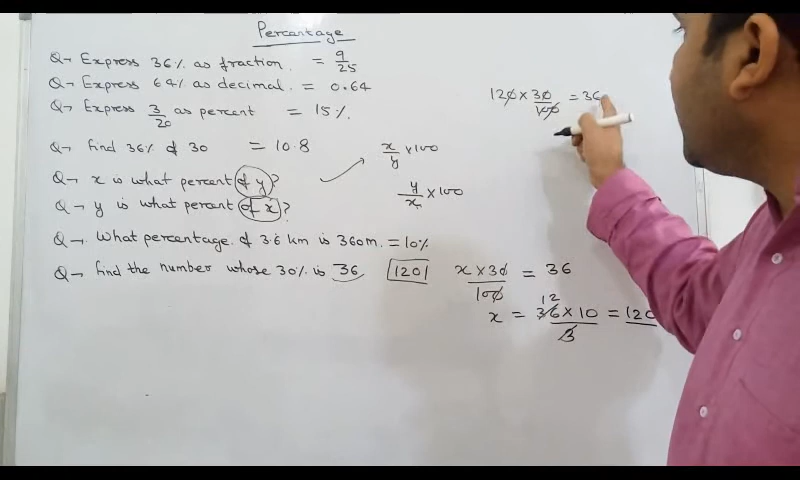 Percentage
Q→ Express 36% as fraction. = 9/25
Q→ Express 64% as decimal. = 0.64
Q→ Express 3/20 as percent = 15%.
Q→ find 36% of 30 = 10.8
Q→ x is what percent of y? x/y ×100
Q→ y is what percent of x? y/x ×100
Q→ What percentage of 3.6 km is 360m. = 10%
Q→ find the number whose 30% is 36 120
120 × 30/100 = 36
x × 30/100 = 36
12
x = 36 × 10/3 = 120